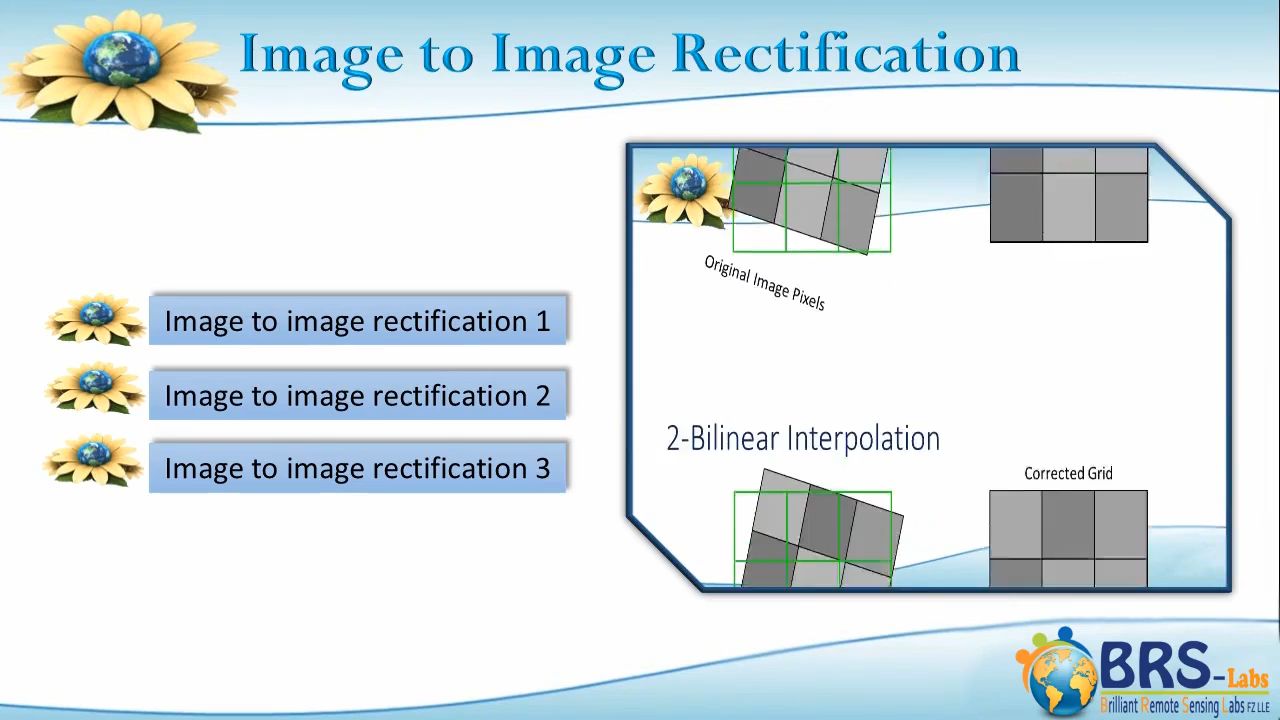 Image to Image Rectification
Image to image rectification 1
Image to image rectification 2
Image to image rectification 3
Original Image Pixels
2-Bilinear Interpolation
Corrected Grid
BRS-Labs
Brilliant Remote Sensing Labs FZ LLE